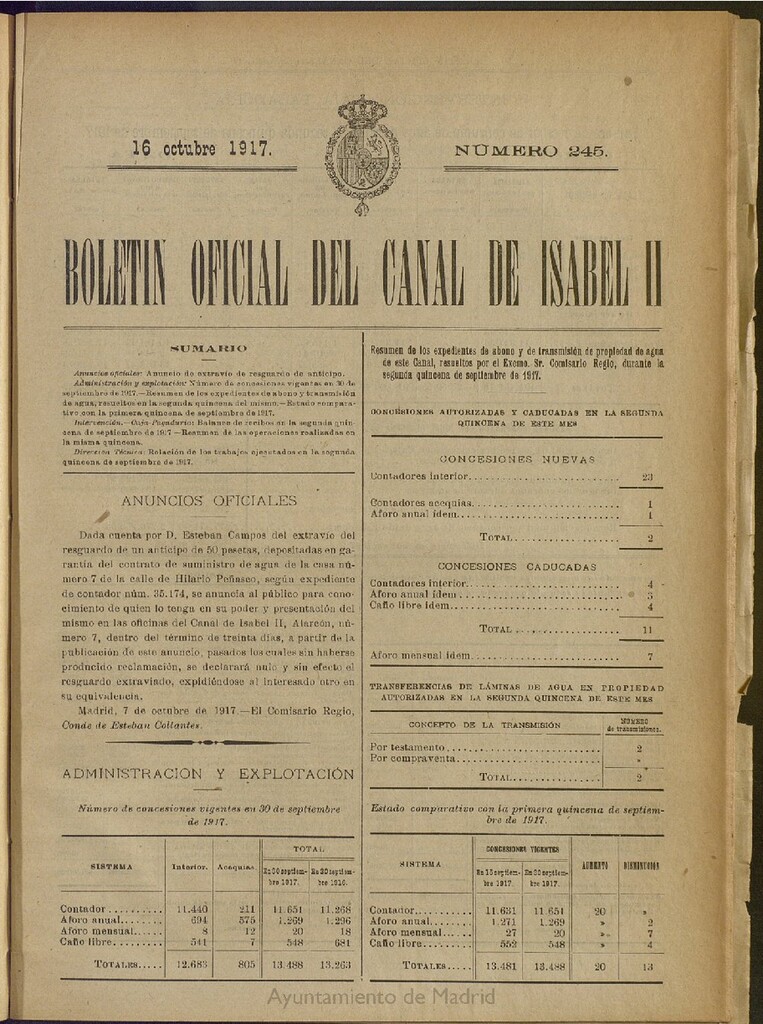 16 octubre 1917.
NÚMERO 245.
BOLETIN OFICIAL DEL CANAL DE ISABEL II
SUMARIO
Anuncios oficiales: Anuncio de extravío de resguardo de anticipo.
Administración y explotación: Número de concesiones vigentes en 30 de
septiembre de 1917.—Resumen de los expedientes de abono y transmisión
de agua, resueltos en la segunda quincena del mismo.—Estado compara-
tivo con la primera quincena de septiembre de 1917.
Intervención.—Caja-Pagaduría: Balance de recibos en la segunda quin-
cena de septiembre de 1917—Resumen de las operaciones realizadas en
la misma quincena.
Dirección Técnica: Relación de los trabajos ejecutados en la segunda
quincena de septiembre de 1917.
ANUNCIOS OFICIALES
Dada cuenta por D. Esteban Campos del extravío del
resguardo de un anticipo de 50 pesetas, depositadas en ga-
rantía del contrato de suministro de agua de la casa nú-
mero 7 de la calle de Hilario Peñasco, según expediente
de contador núm. 35.174, se anuncia al público para cono-
cimiento de quien lo tenga en su poder y presentación del
mismo en las oficinas del Canal de Isabel II, Alarcón,
número 7, dentro del término de treinta días, a partir de la
publicación de este anuncio, pasados los cuales sin haberse
producido reclamación, se declarará nulo y sin efecto el
resguardo extraviado, expidiéndose al interesado otro en
su equivalencia.
Madrid, 7 de octubre de 1917.—El Comisario Regio,
Conde de Esteban Collantes.
ADMINISTRACION Y EXPLOTACIÓN
Número de concesiones vigentes en 30 de septiembre
de 1917.
TOTAL
SISTEMA Interior. Acequias. En 30 septiem- En 30 septiem-
bre 1917. bre 1916.
Contador.......... 11.440 211 11.651 11.268
Aforo anual....... 694 575 1.269 1.296
Aforo mensual..... 8 12 20 18
Caño libre........ 541 7 548 681
TOTALES..... 12.683 805 13.488 13.263
Resumen de los expedientes de abono y de transmisión de propiedad de agua
de este Canal, resueltos por el Excmo. Sr. Comisario Regio, durante la
segunda quincena de septiembre de 1917.
CONCESIONES AUTORIZADAS Y CADUCADAS EN LA SEGUNDA
QUINCENA DE ESTE MES
CONCESIONES NUEVAS
Contadores interior........................ 23
Contadores acequias........................ 1
Aforo anual ídem........................... 1
TOTAL................ 2
CONCESIONES CADUCADAS
Contadores interior........................ 4
Aforo anual ídem........................... 3
Caño libre ídem............................ 4
TOTAL................ 11
Aforo mensual ídem......................... 7
TRANSFERENCIAS DE LÁMINAS DE AGUA EN PROPIEDAD
AUTORIZADAS EN LA SEGUNDA QUINCENA DE ESTE MES
CONCEPTO DE LA TRANSMISIÓN NÚMERO
de transmisiones.
Por testamento....................... 2
Por compraventa...................... »
TOTAL............... 2
Estado comparativo con la primera quincena de septiem-
bre de 1917.
CONCESIONES VIGENTES
SISTEMA En 15 septiem- En 30 septiem- AUMENTO DISMINUCIÓN
bre 1917. bre 1917.
Contador.......... 11.631 11.651 20 »
Aforo anual....... 1.271 1.269 » 2
Aforo mensual..... 27 20 » 7
Caño libre........ 552 548 » 4
TOTALES.... 13.481 13.488 20 13
Ayuntamiento de Madrid